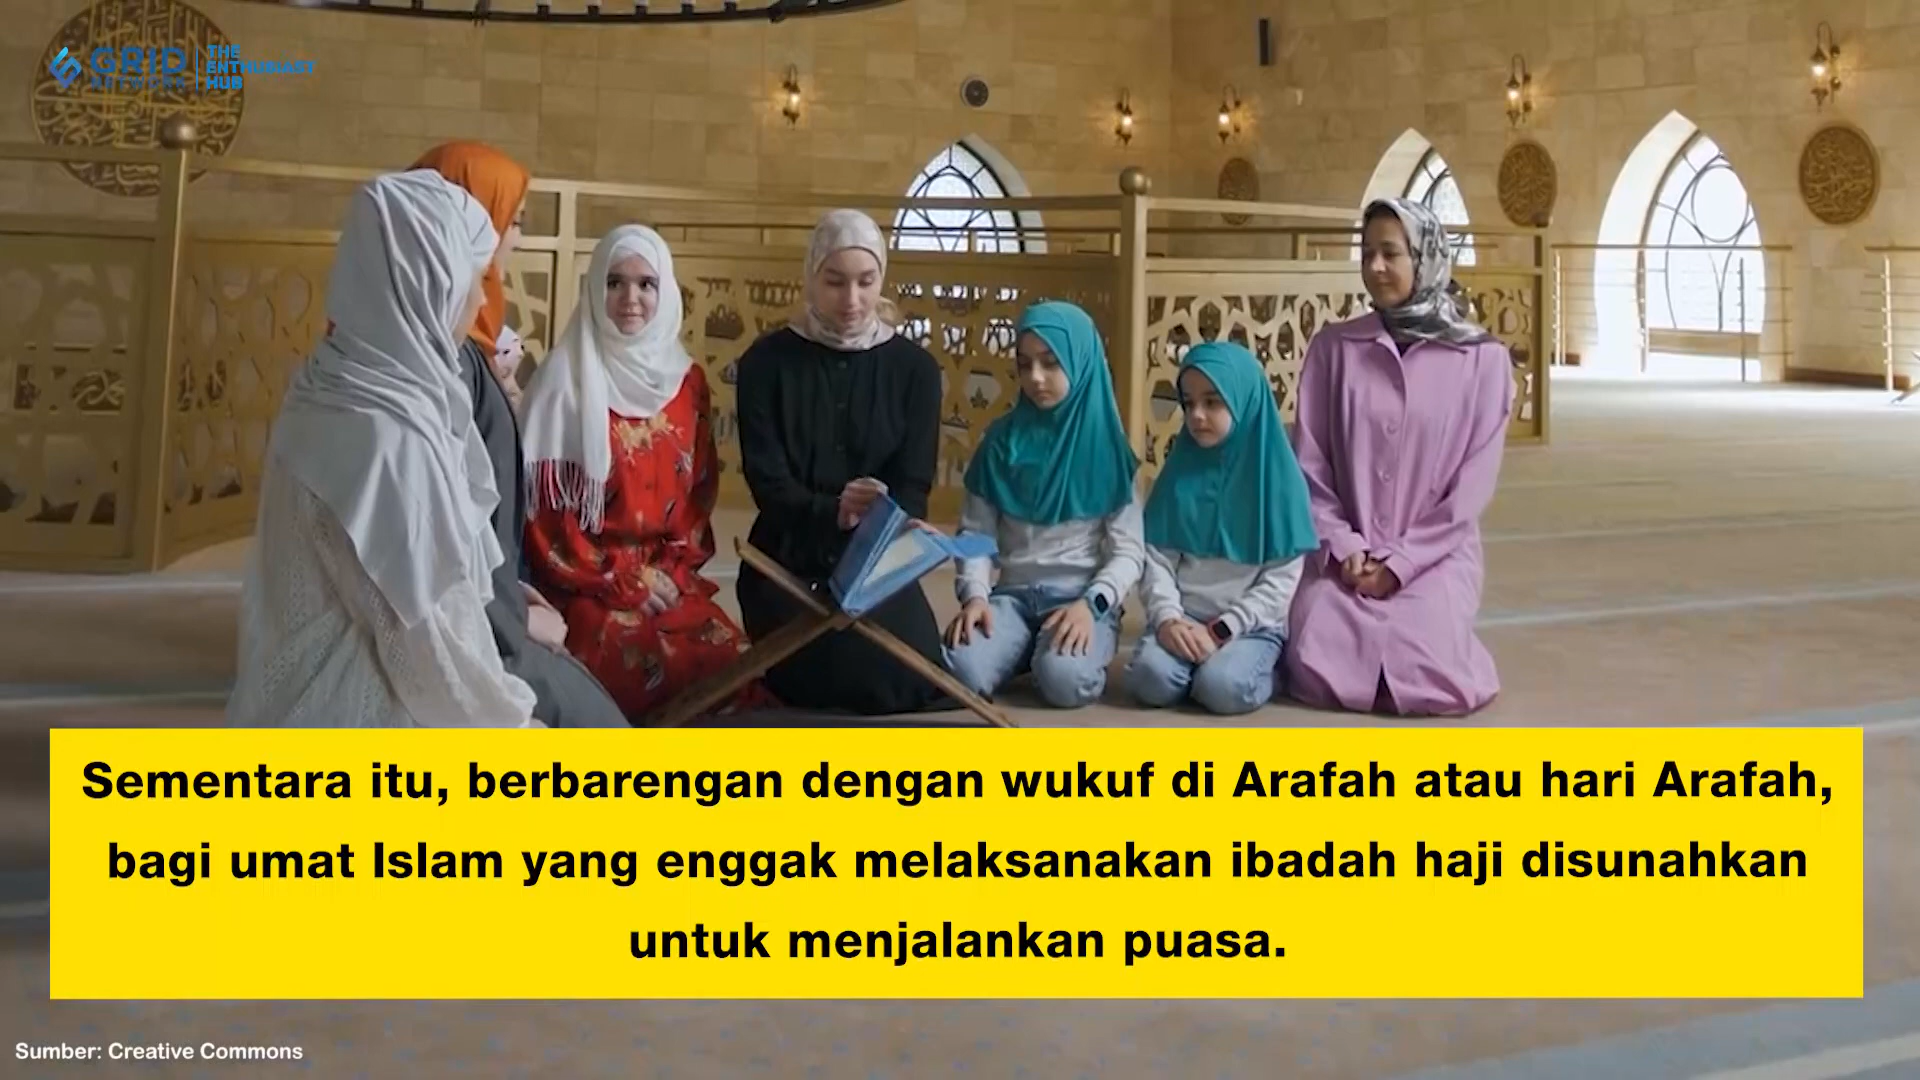 GRID
NETWORK
THE
ENTHUSIAST
HUB
Sementara itu, berbarengan dengan wukuf di Arafah atau hari Arafah,
bagi umat Islam yang enggak melaksanakan ibadah haji disunahkan
untuk menjalankan puasa.
Sumber: Creative Commons